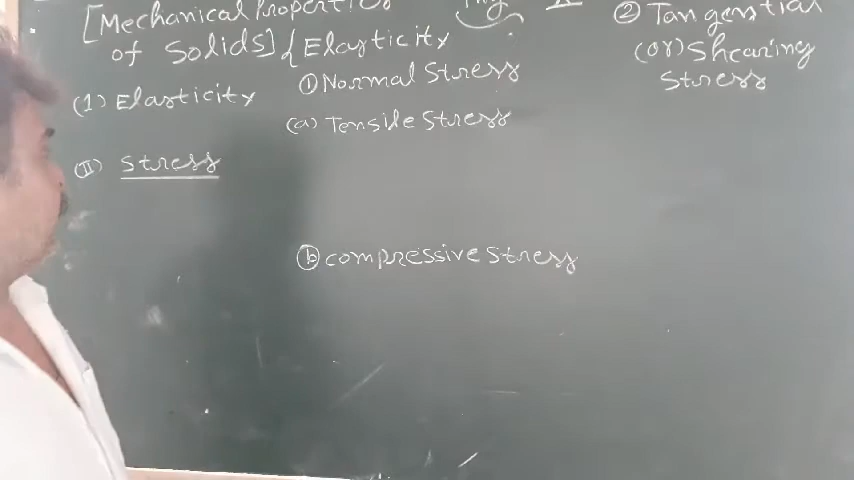 [Mechanical Properties
of Solids] { Elasticity
(I) Elasticity
(II) Stress
① Normal Stress
(a) Tensile Stress
ⓑ compressive stress
② Tangential
(or) Shearing
Stress